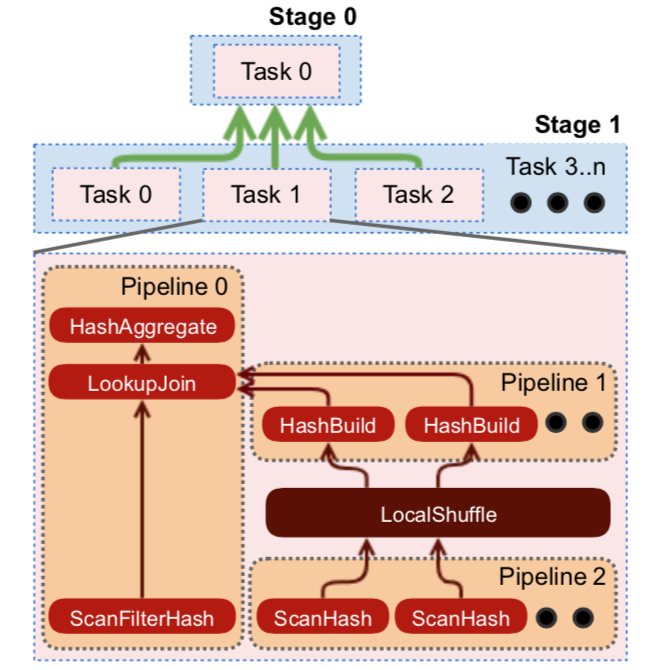 Stage 0
Task 0
Stage 1
Task 0
Task 1
Task 2
Task 3..n
Pipeline 0
HashAggregate
LookupJoin
Pipeline 1
HashBuild
HashBuild
LocalShuffle
Pipeline 2
ScanFilterHash
ScanHash
ScanHash